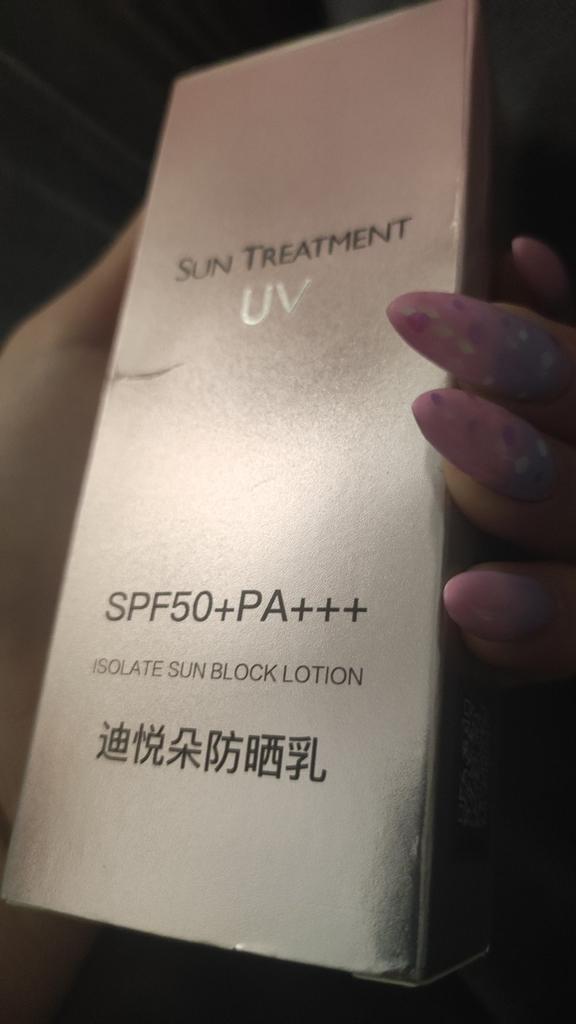 SUN TREATMENT
UV
SPF50+PA+++
ISOLATE SUN BLOCK LOTION
迪悦朵防晒乳